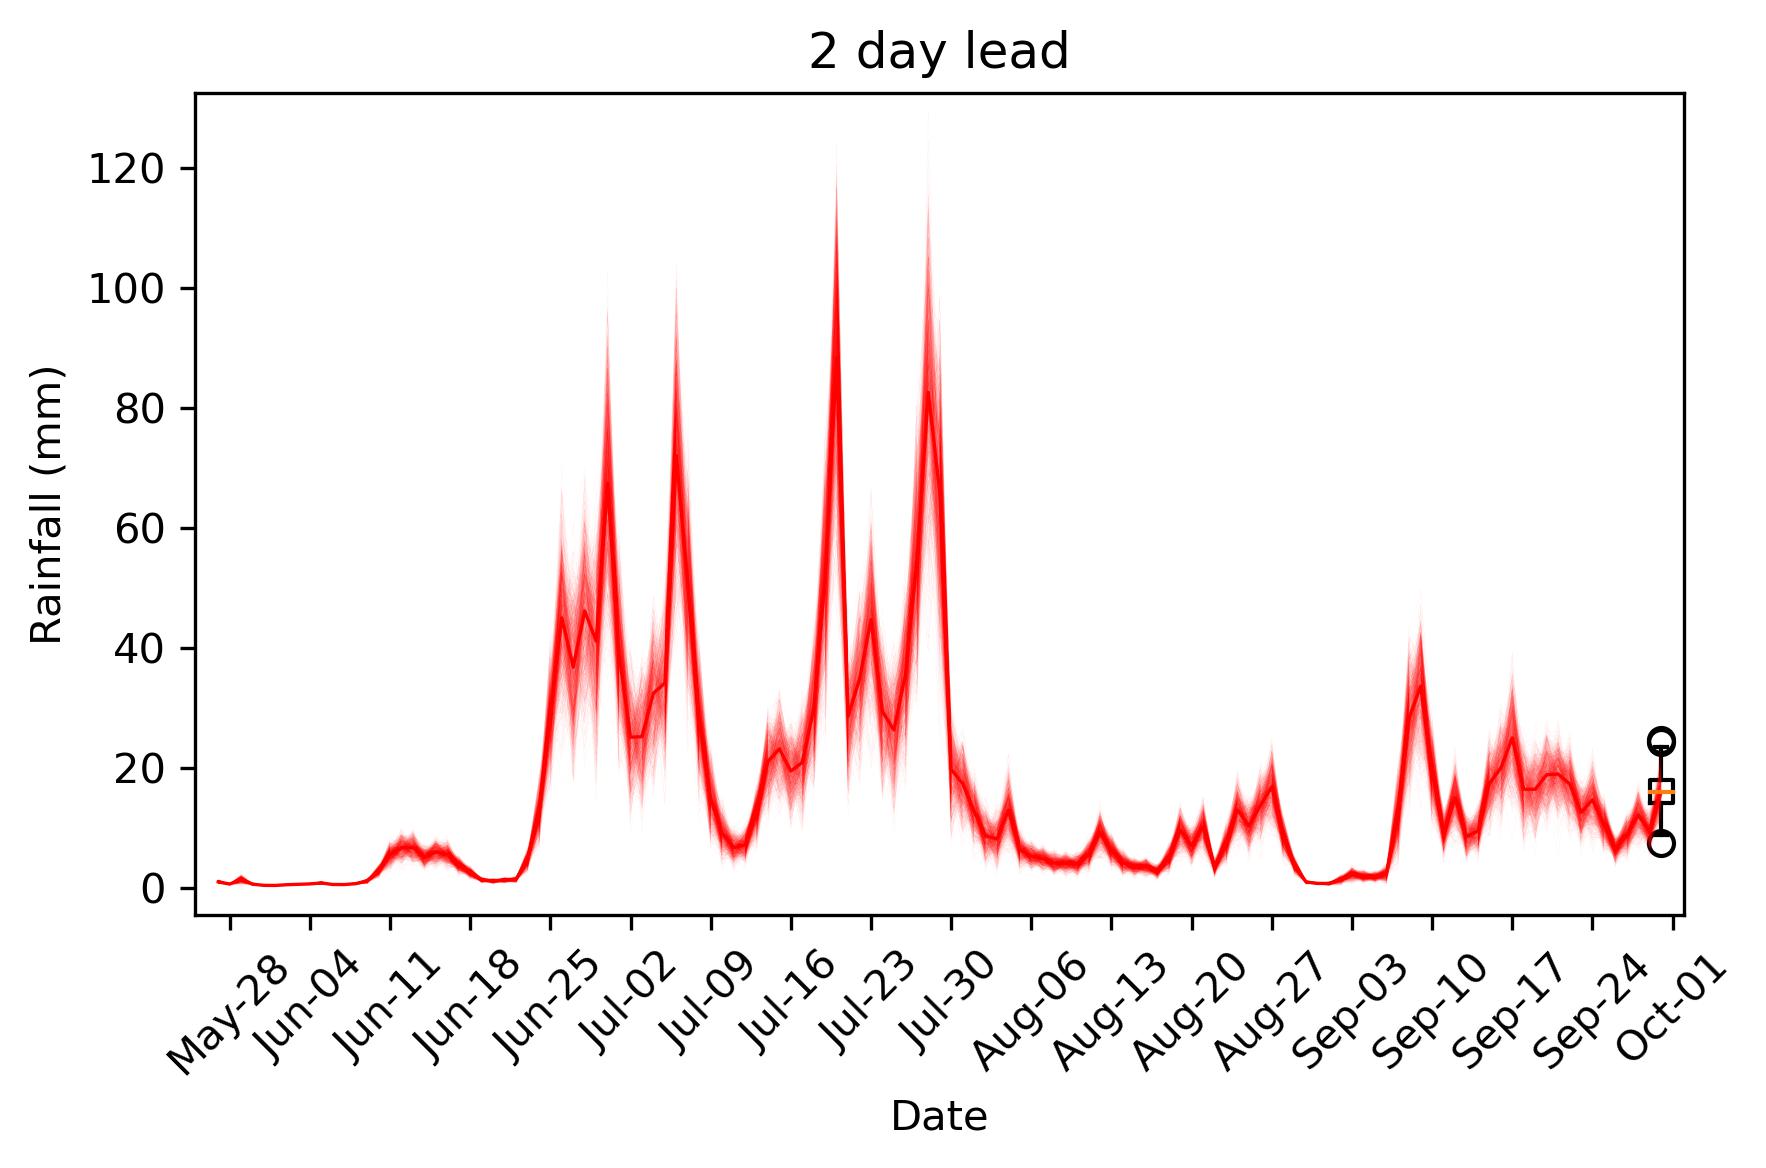 2 day lead
Rainfall (mm)
120
100
80
60
40
20
0
May-28
Jun-04
Jun-11
Jun-18
Jun-25
Jul-02
Jul-09
Jul-16
Jul-23
Jul-30
Aug-06
Aug-13
Aug-20
Aug-27
Sep-03
Sep-10
Sep-17
Sep-24
Oct-01
Date